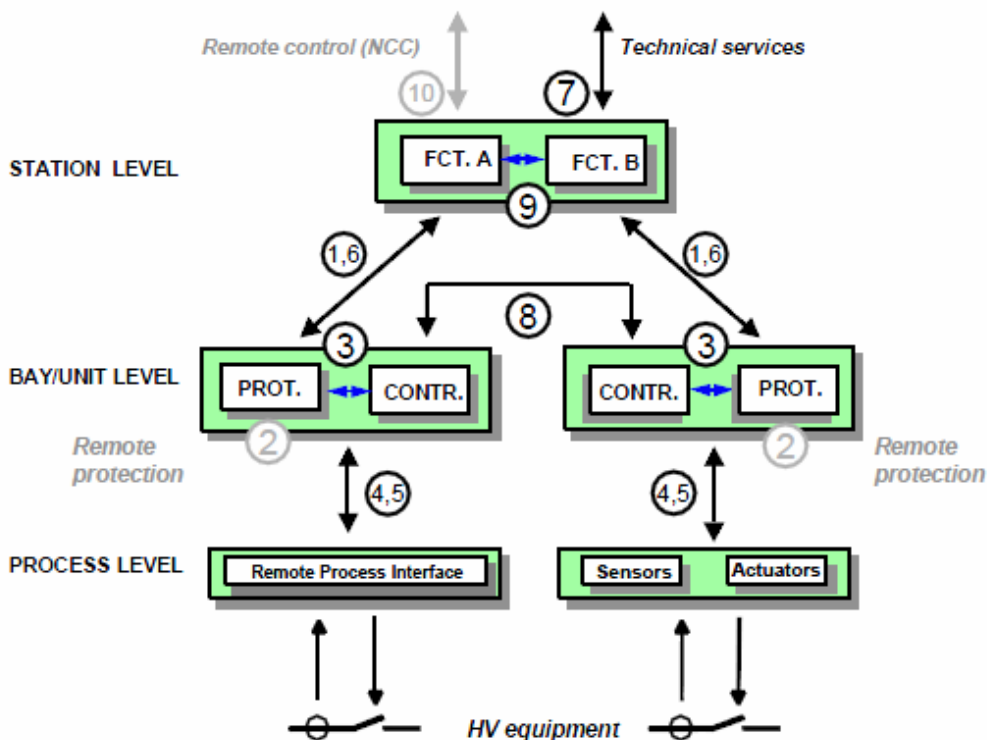 Remote control (NCC)
Technical services
10
7
STATION LEVEL
FCT. A
FCT. B
9
1,6
1,6
8
3
3
BAY/UNIT LEVEL
PROT.
CONTR.
CONTR.
PROT.
2
2
Remote
protection
Remote
protection
4,5
4,5
PROCESS LEVEL
Remote Process Interface
Sensors
Actuators
HV equipment